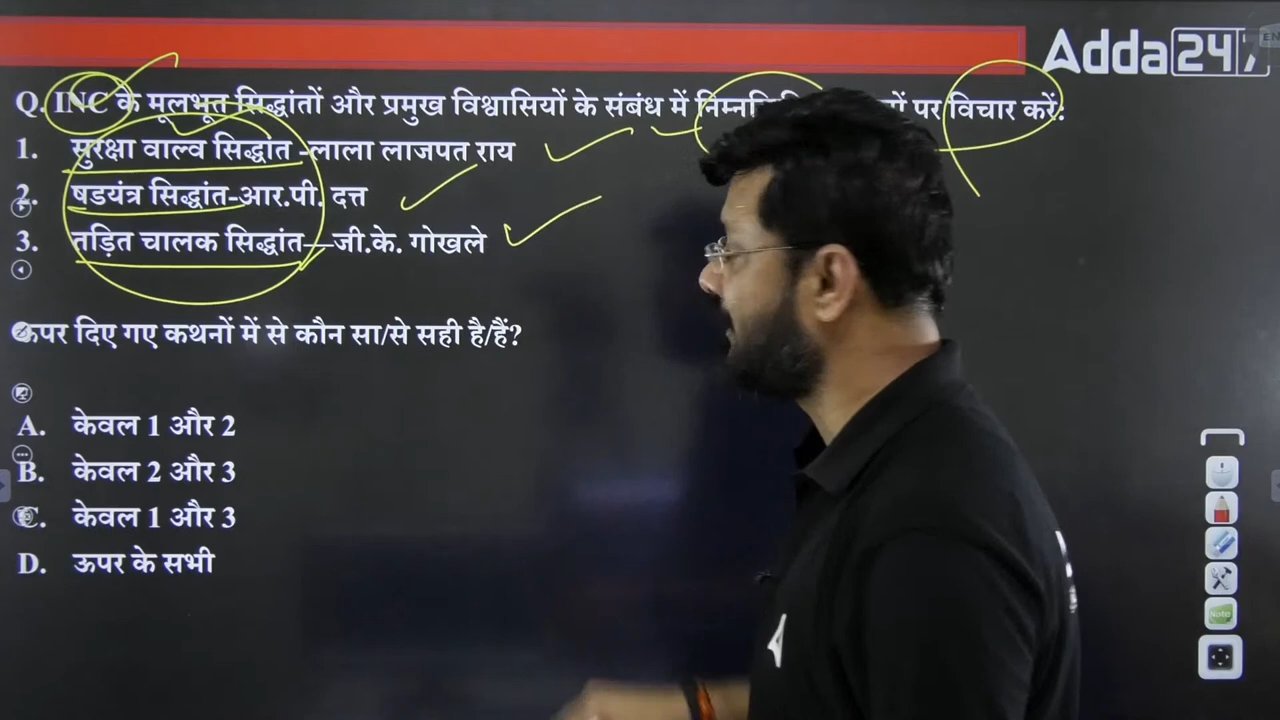 Adda247
Q. INC के मूलभूत सिद्धांतों और प्रमुख विश्वासियों के संबंध में पर विचार करें:
1. सुरक्षा वाल्व सिद्धांत -लाला लाजपत राय
2. षडयंत्र सिद्धांत-आर.पी. दत्त
3. तड़ित चालक सिद्धांत—जी.के. गोखले
ऊपर दिए गए कथनों में से कौन सा/से सही है/हैं?
A. केवल 1 और 2
B. केवल 2 और 3
C. केवल 1 और 3
D. ऊपर के सभी
Note